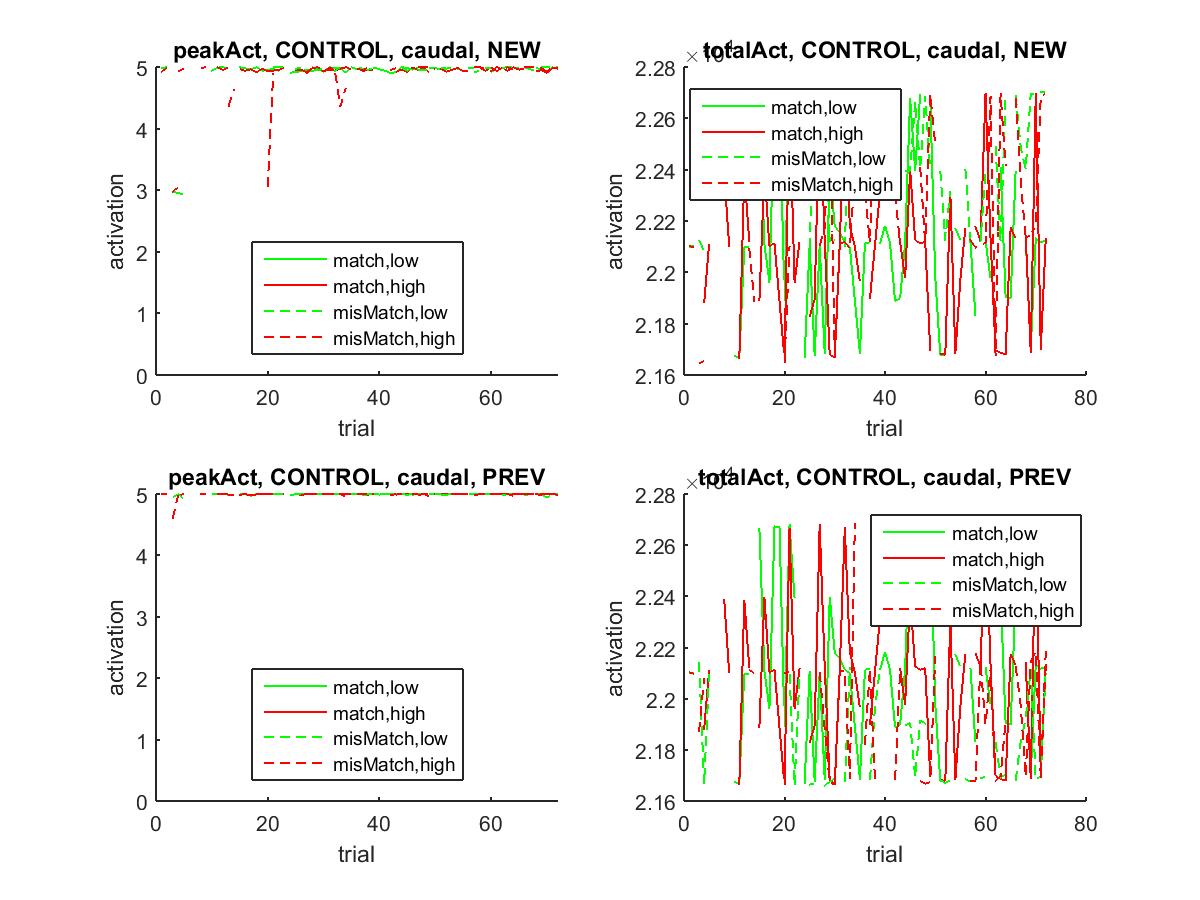 peakAct, CONTROL, caudal, NEW
5
4
3
2
1
0
activation
match,low
match,high
misMatch,low
misMatch,high
0 20 40 60
trial
totalAct, CONTROL, caudal, NEW
2.28
2.26
2.24
2.22
2.2
2.18
2.16
activation
match,low
match,high
misMatch,low
misMatch,high
0 20 40 60 80
trial
peakAct, CONTROL, caudal, PREV
5
4
3
2
1
0
activation
match,low
match,high
misMatch,low
misMatch,high
0 20 40 60
trial
totalAct, CONTROL, caudal, PREV
2.28
2.26
2.24
2.22
2.2
2.18
2.16
activation
match,low
match,high
misMatch,low
misMatch,high
0 20 40 60 80
trial